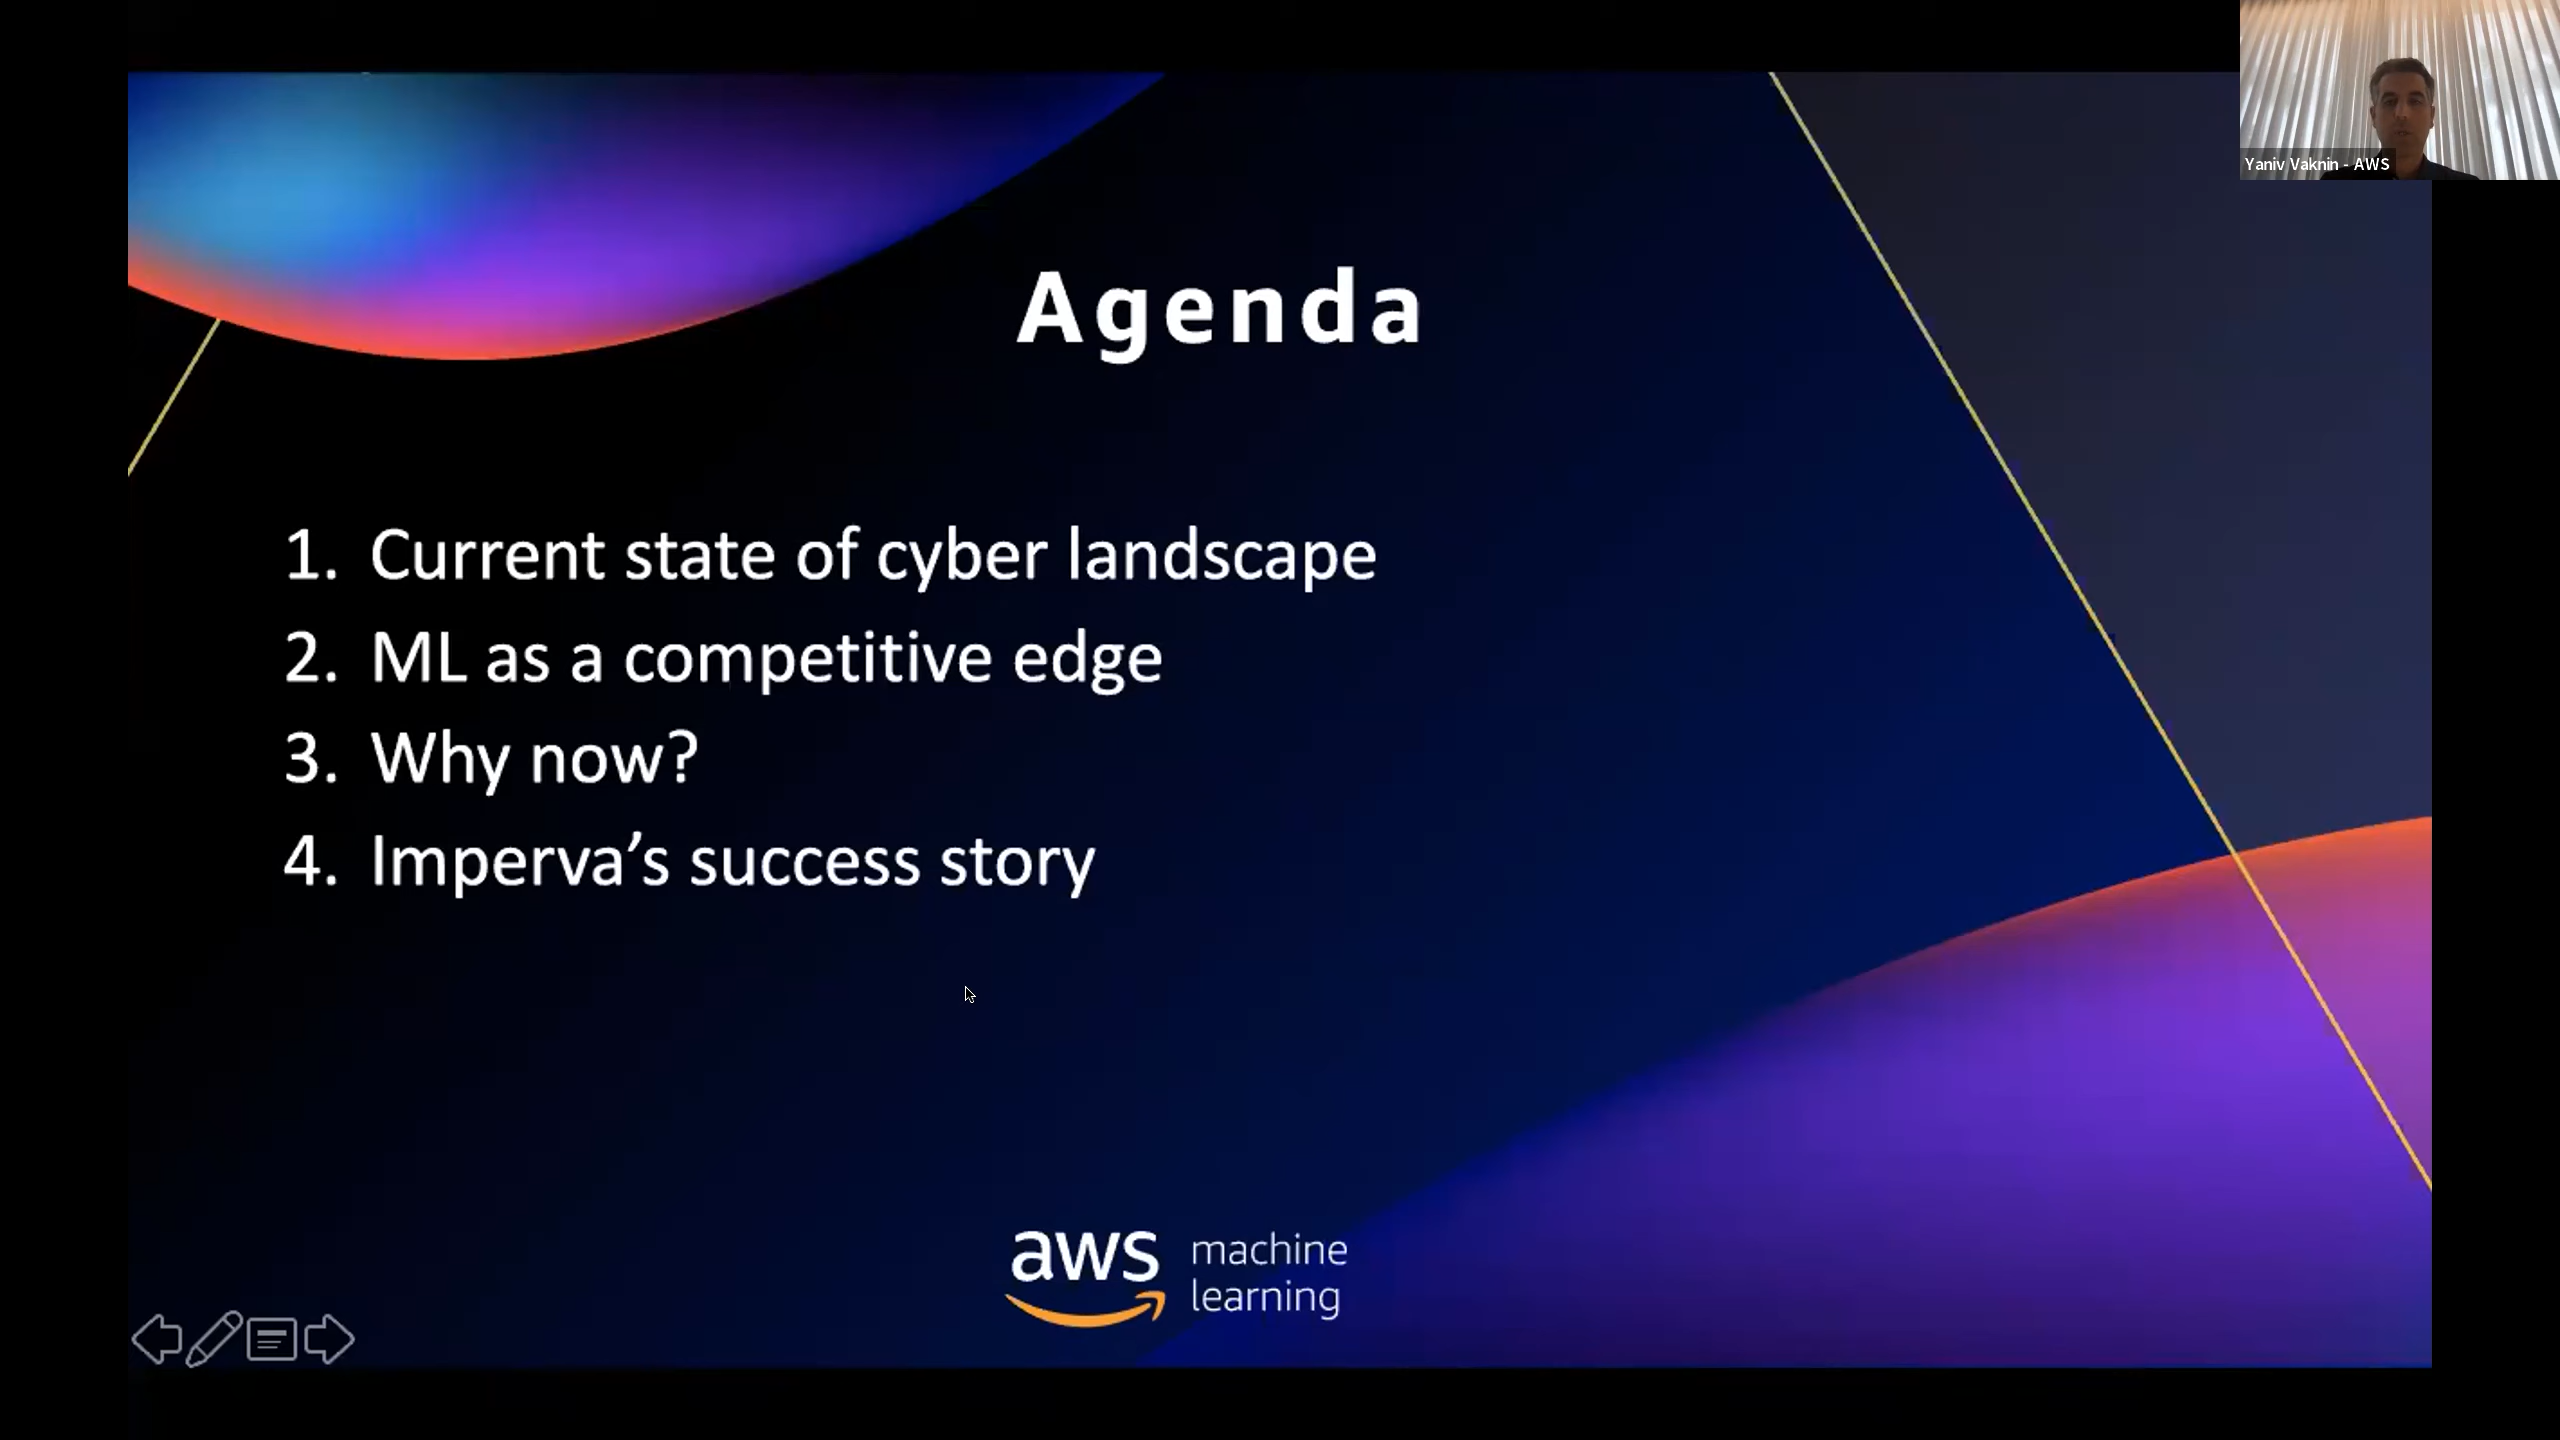 Yaniv Vaknin - AWS
Agenda
1. Current state of cyber landscape
2. ML as a competitive edge
3. Why now?
4. Imperva’s success story
aws machine
learning